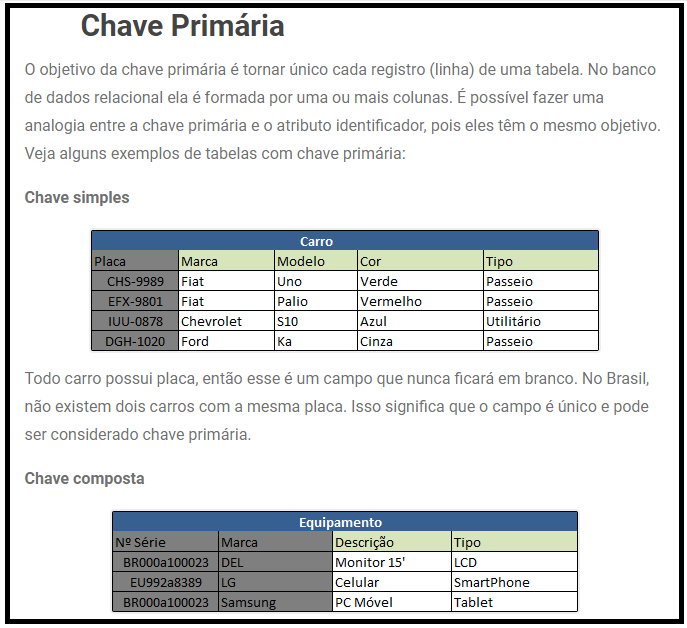 Chave Primária
O objetivo da chave primária é tornar único cada registro (linha) de uma tabela. No banco
de dados relacional ela é formada por uma ou mais colunas. É possível fazer uma
analogia entre a chave primária e o atributo identificador, pois eles têm o mesmo objetivo.
Veja alguns exemplos de tabelas com chave primária:
Chave simples
Carro
Placa Marca Modelo Cor Tipo
CHS-9989 Fiat Uno Verde Passeio
EFX-9801 Fiat Palio Vermelho Passeio
IUU-0878 Chevrolet S10 Azul Utilitário
DGH-1020 Ford Ka Cinza Passeio
Todo carro possui placa, então esse é um campo que nunca ficará em branco. No Brasil,
não existem dois carros com a mesma placa. Isso significa que o campo é único e pode
ser considerado chave primária.
Chave composta
Equipamento
Nº Série Marca Descrição Tipo
BR000a100023 DEL Monitor 15' LCD
EU992a8389 LG Celular SmartPhone
BR000a100023 Samsung PC Móvel Tablet